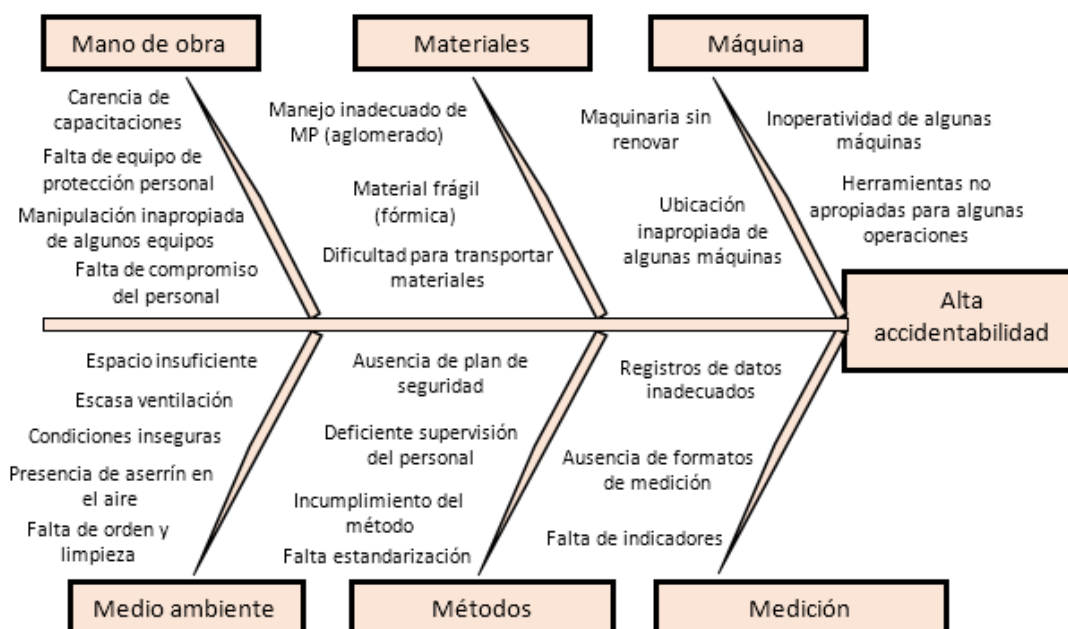 Mano de obra
Materiales
Máquina
Carencia de
capacitaciones
Falta de equipo de
protección personal
Manipulación inapropiada
de algunos equipos
Falta de compromiso
del personal
Manejo inadecuado de
MP (aglomerado)
Material frágil
(fórmica)
Dificultad para transportar
materiales
Maquinaria sin
renovar
Ubicación
inapropiada de
algunas máquinas
Inoperatividad de algunas
máquinas
Herramientas no
apropiadas para algunas
operaciones
Alta
accidentabilidad
Espacio insuficiente
Escasa ventilación
Condiciones inseguras
Presencia de aserrín en
el aire
Falta de orden y
limpieza
Ausencia de plan de
seguridad
Deficiente supervisión
del personal
Incumplimiento del
método
Falta estandarización
Registros de datos
inadecuados
Ausencia de formatos
de medición
Falta de indicadores
Medio ambiente
Métodos
Medición